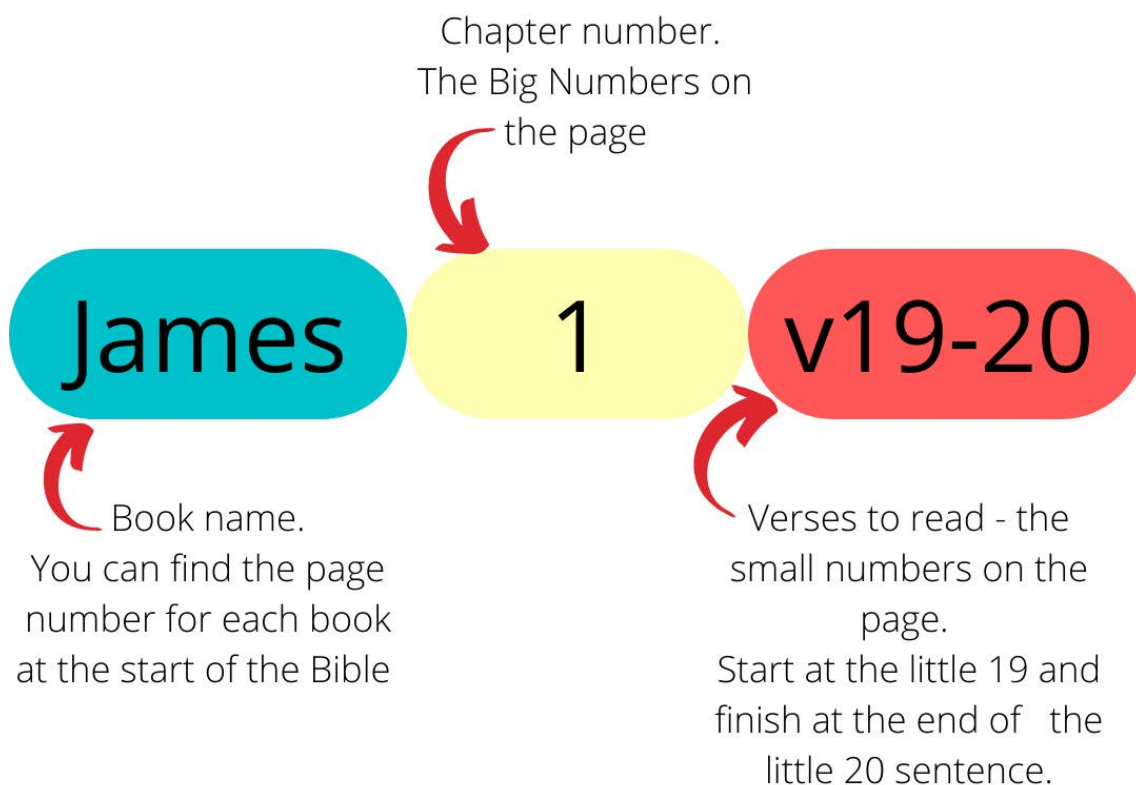 Chapter number.
The Big Numbers on
the page
James 1 v19-20
Book name.
You can find the page
number for each book
at the start of the Bible
Verses to read - the
small numbers on the
page.
Start at the little 19 and
finish at the end of the
little 20 sentence.